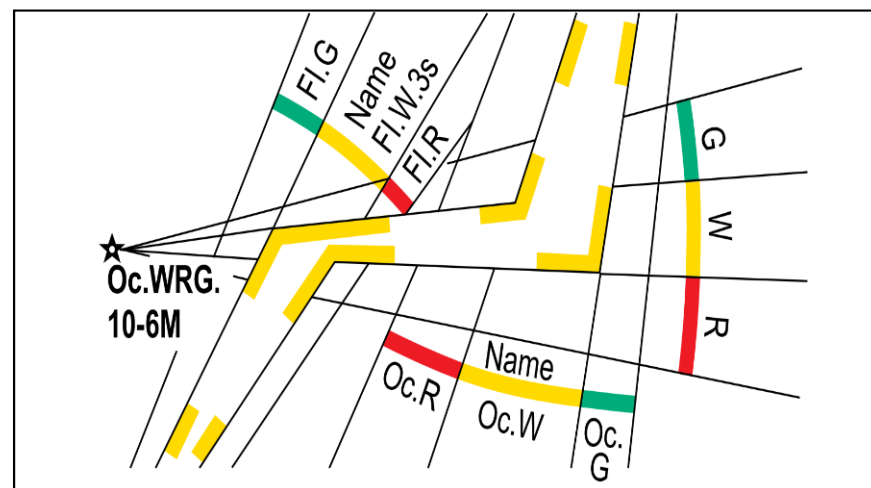 Fl.G
Name
Fl.W.3s
Fl.R
G
W
R
Oc.WRG.
10-6M
Name
Oc.R
Oc.W
Oc.
G